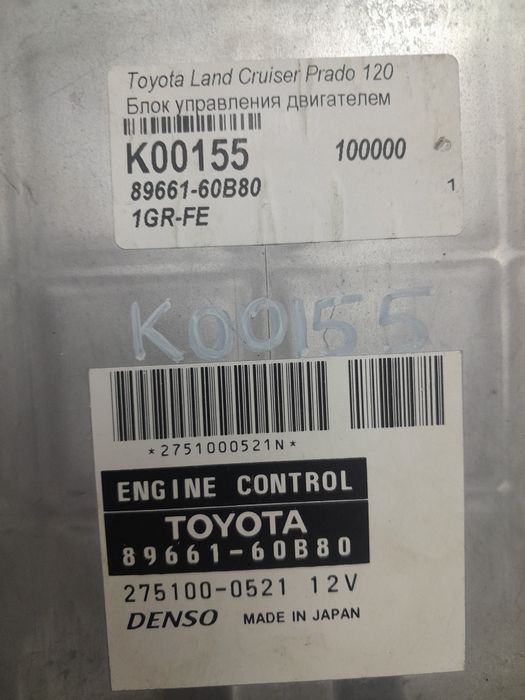 Toyota Land Cruiser Prado 120
Блок управления двигателем
K00155 100000
89661-60B80 1
1GR-FE
K00155
*2751000521N*
ENGINE CONTROL
TOYOTA
89661-60B80
275100-0521 12V
DENSO MADE IN JAPAN